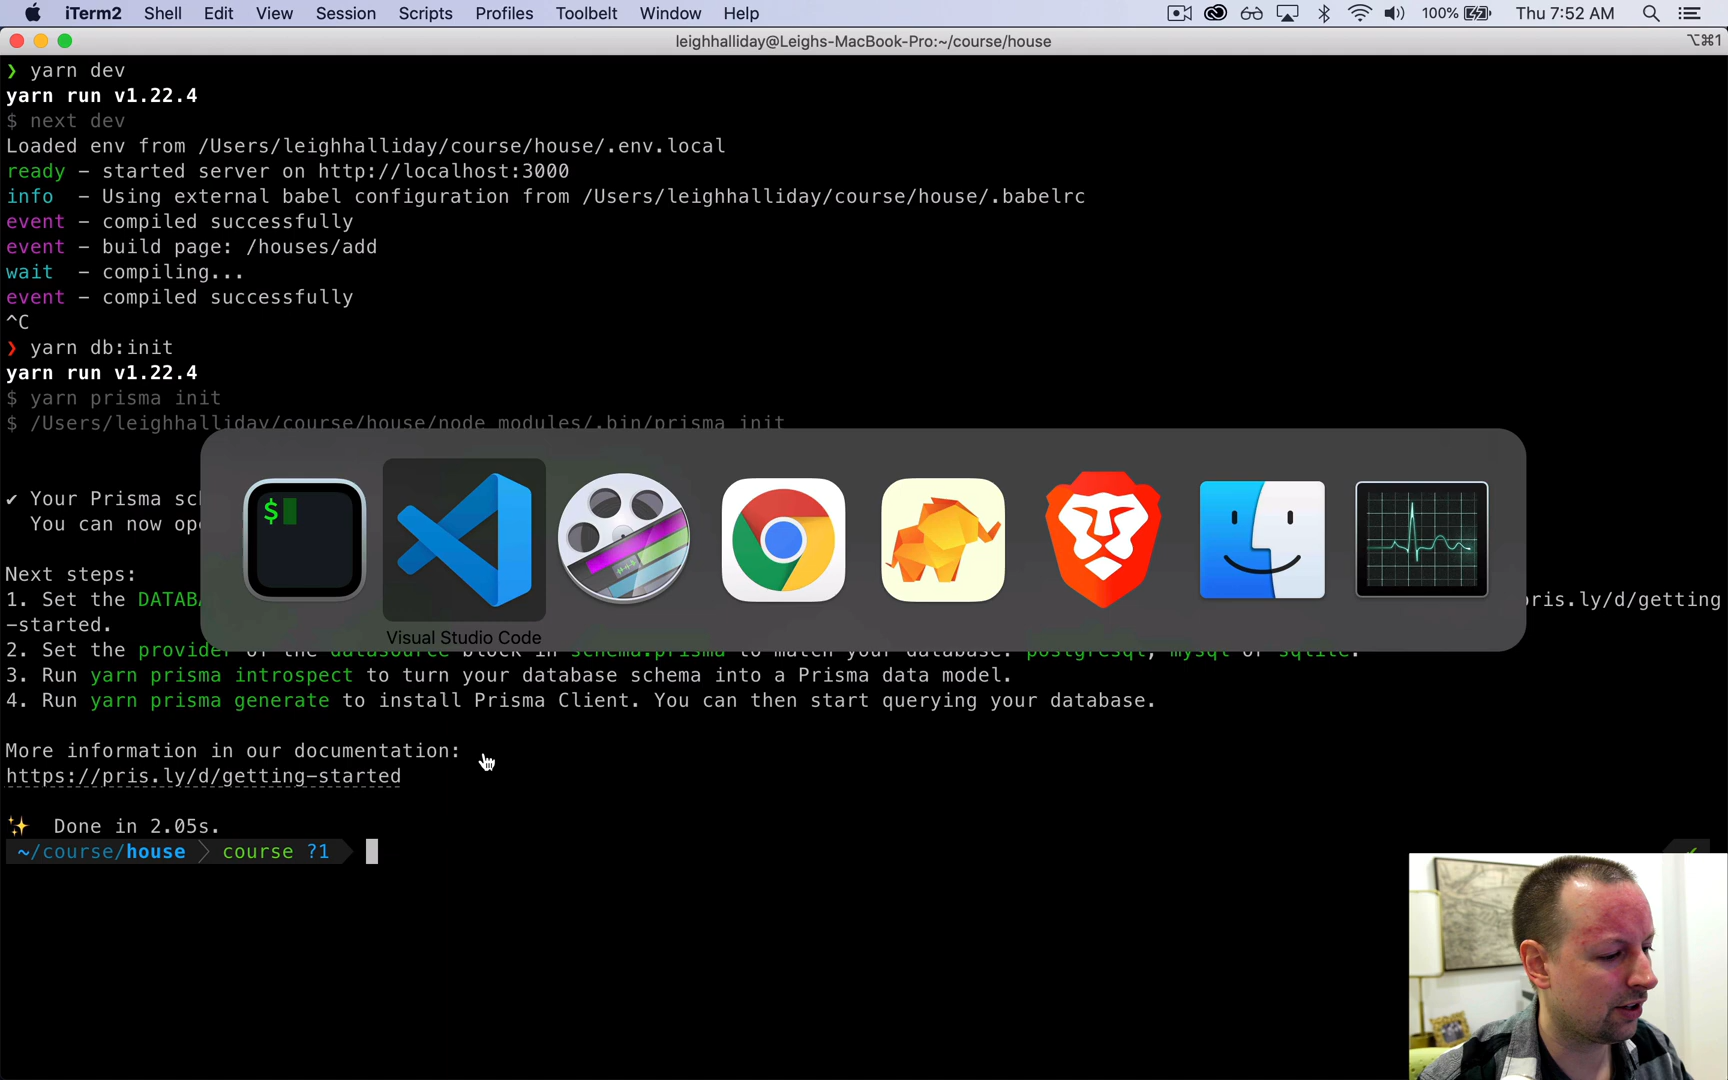 iTerm2 Shell Edit View Session Scripts Profiles Toolbelt Window Help 100% Thu 7:52 AM
leighhalliday@Leighs-MacBook-Pro:~/course/house ⌥⌘1
❯ yarn dev
yarn run v1.22.4
$ next dev
Loaded env from /Users/leighhalliday/course/house/.env.local
ready – started server on http://localhost:3000
info – Using external babel configuration from /Users/leighhalliday/course/house/.babelrc
event – compiled successfully
event – build page: /houses/add
wait – compiling...
event – compiled successfully
^C
❯ yarn db:init
yarn run v1.22.4
$ yarn prisma init
$ /Users/leighhalliday/course/house/node_modules/.bin/prisma init
$
✔ Your Prisma
You can now
Next steps:
1. Set the pris.ly/d/getting
-started.
Visual Studio Code
2. Set the provider of the datasource block in schema.prisma to match your database: postgresql, mysql or sqlite.
3. Run yarn prisma introspect to turn your database schema into a Prisma data model.
4. Run yarn prisma generate to install Prisma Client. You can then start querying your database.
More information in our documentation:
https://pris.ly/d/getting-started
✨ Done in 2.05s.
~/course/house course ?1